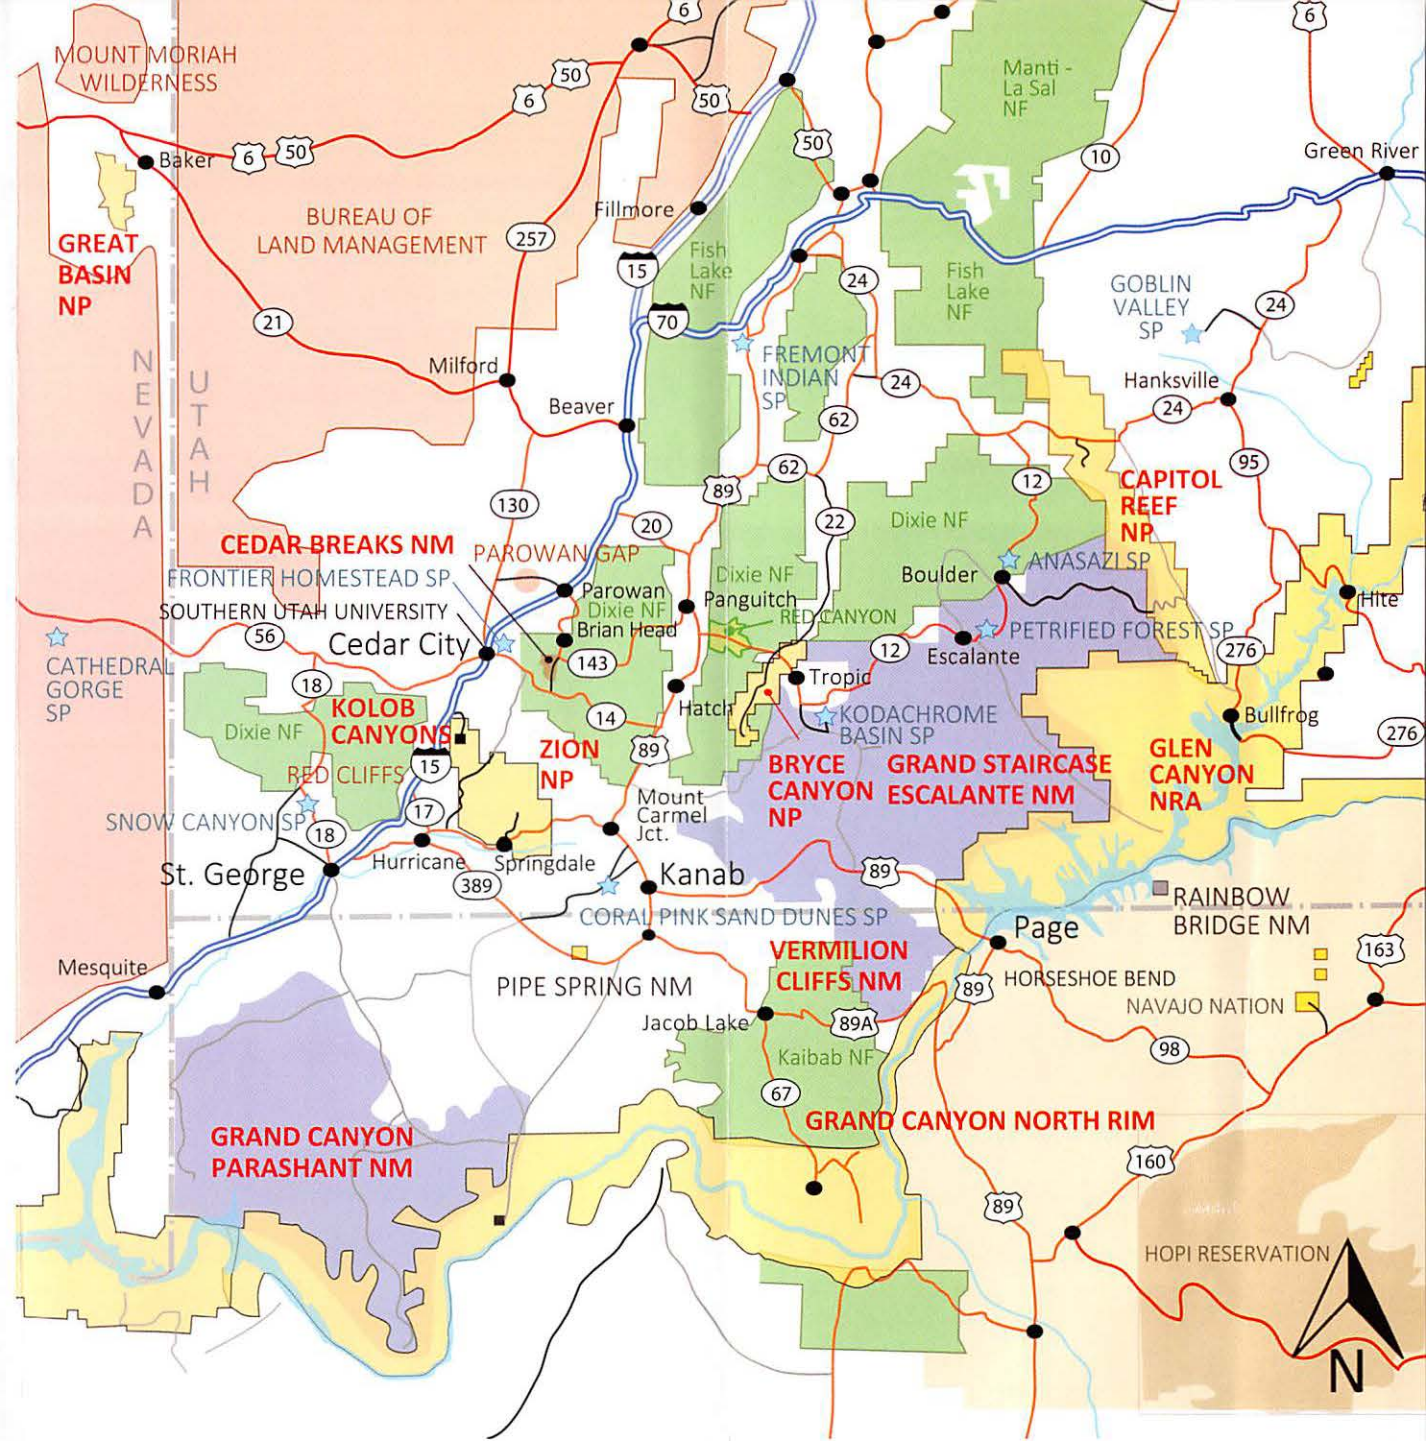 6
6
MOUNT MORIAH
WILDERNESS
50
6
50
Manti -
La Sal
NF
50
10
Baker
6
50
Green River
BUREAU OF
LAND MANAGEMENT
257
Fillmore
GREAT
BASIN
NP
15
Fish
Lake
NF
24
Fish
Lake
NF
GOBLIN
VALLEY
SP
24
21
70
FREMONT
INDIAN
SP
NEVADA
UTAH
Milford
24
Hanksville
24
Beaver
62
62
95
130
89
12
CAPITOL
REEF
NP
20
22
Dixie NF
CEDAR BREAKS NM
PAROWAN GAP
FRONTIER HOMESTEAD SP
Dixie NF
Boulder
ANASAZI SP
Parowan
SOUTHERN UTAH UNIVERSITY
Dixie NF
Panguitch
RED CANYON
Hite
56
Cedar City
Brian Head
PETRIFIED FOREST SP
143
12
Escalante
276
CATHEDRAL
GORGE
SP
18
Tropic
KOLOB
CANYONS
Hatch
14
KODACHROME
BASIN SP
Bullfrog
276
Dixie NF
ZION
NP
89
15
RED CLIFFS
BRYCE
CANYON
NP
GRAND STAIRCASE
ESCALANTE NM
GLEN
CANYON
NRA
SNOW CANYON SP
18
17
Mount
Carmel
Jct.
St. George
Hurricane
Springdale
389
Kanab
89
CORAL PINK SAND DUNES SP
RAINBOW
BRIDGE NM
Page
163
Mesquite
VERMILION
CLIFFS NM
PIPE SPRING NM
89
HORSESHOE BEND
NAVAJO NATION
Jacob Lake
89A
Kaibab NF
98
67
GRAND CANYON NORTH RIM
GRAND CANYON
PARASHANT NM
160
89
HOPI RESERVATION
N